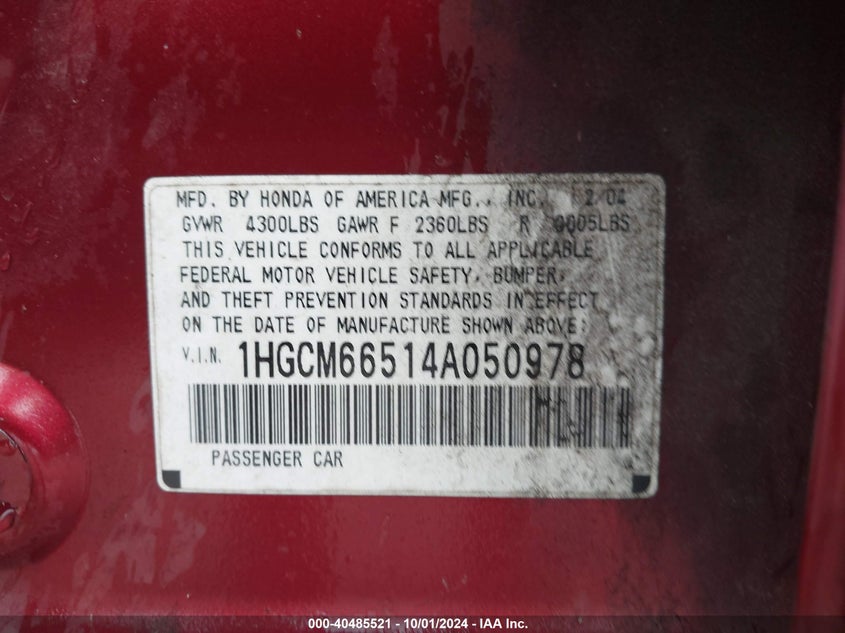 MFD. BY HONDA OF AMERICA MFG., INC. 2/04
GVWR 4300LBS GAWR F 2360LBS R LBS
THIS VEHICLE CONFORMS TO ALL APPLICABLE
FEDERAL MOTOR VEHICLE SAFETY, BUMPER,
AND THEFT PREVENTION STANDARDS IN EFFECT
ON THE DATE OF MANUFACTURE SHOWN ABOVE:
V.I.N. 1HGCM66514A050978
PASSENGER CAR
000-40485521 - 10/01/2024 - IAA Inc.